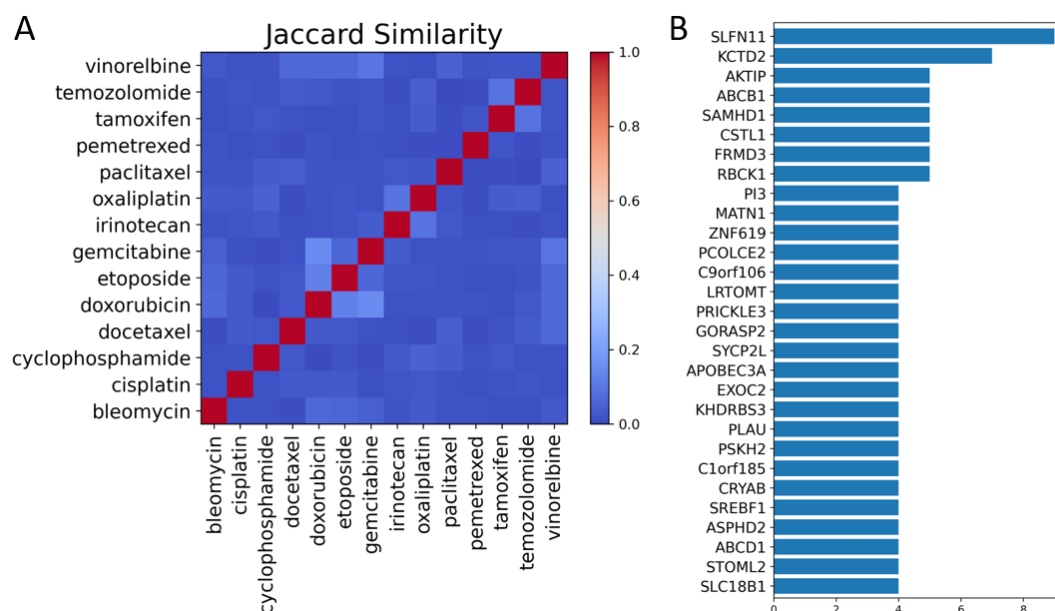 A
Jaccard Similarity
vinorelbine
temozolomide
tamoxifen
pemetrexed
paclitaxel
oxaliplatin
irinotecan
gemcitabine
etoposide
doxorubicin
docetaxel
cyclophosphamide
cisplatin
bleomycin
bleomycin
cisplatin
cyclophosphamide
docetaxel
doxorubicin
etoposide
gemcitabine
irinotecan
oxaliplatin
paclitaxel
pemetrexed
tamoxifen
temozolomide
vinorelbine
1.0
0.8
0.6
0.4
0.2
0.0
B
SLFN11
KCTD2
AKTIP
ABCB1
SAMHD1
CSTL1
FRMD3
RBCK1
PI3
MATN1
ZNF619
PCOLCE2
C9orf106
LRTOMT
PRICKLE3
GORASP2
SYCP2L
APOBEC3A
EXOC2
KHDRBS3
PLAU
PSKH2
C1orf185
CRYAB
SREBF1
ASPHD2
ABCD1
STOML2
SLC18B1
0 2 4 6 8